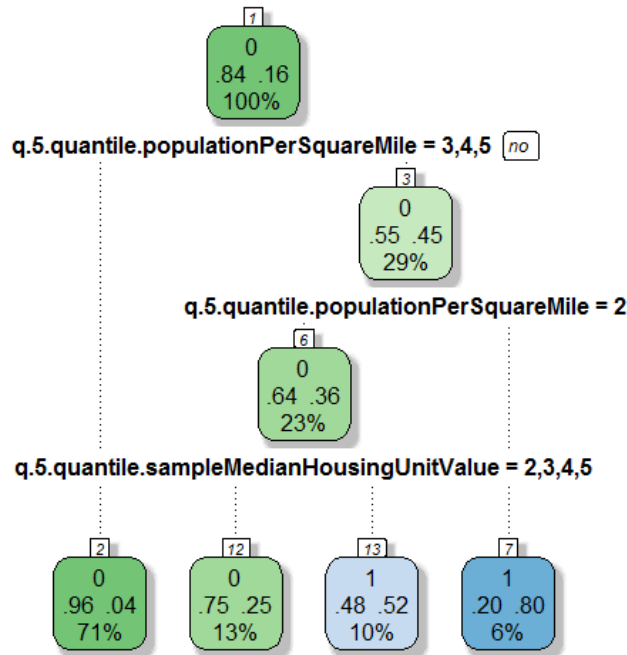 1
0
.84 .16
100%
q.5.quantile.populationPerSquareMile = 3,4,5 no
3
0
.55 .45
29%
q.5.quantile.populationPerSquareMile = 2
6
0
.64 .36
23%
q.5.quantile.sampleMedianHousingUnitValue = 2,3,4,5
2 12 13 7
0 0 1 1
.96 .04 .75 .25 .48 .52 .20 .80
71% 13% 10% 6%